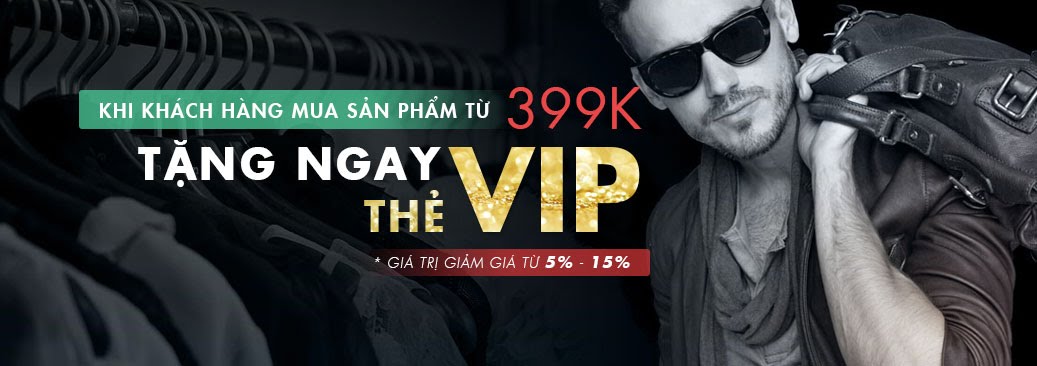 KHI KHÁCH HÀNG MUA SẢN PHẨM TỪ 399K
TẶNG NGAY
THẺ VIP
* GIÁ TRỊ GIẢM GIÁ TỪ 5% - 15%